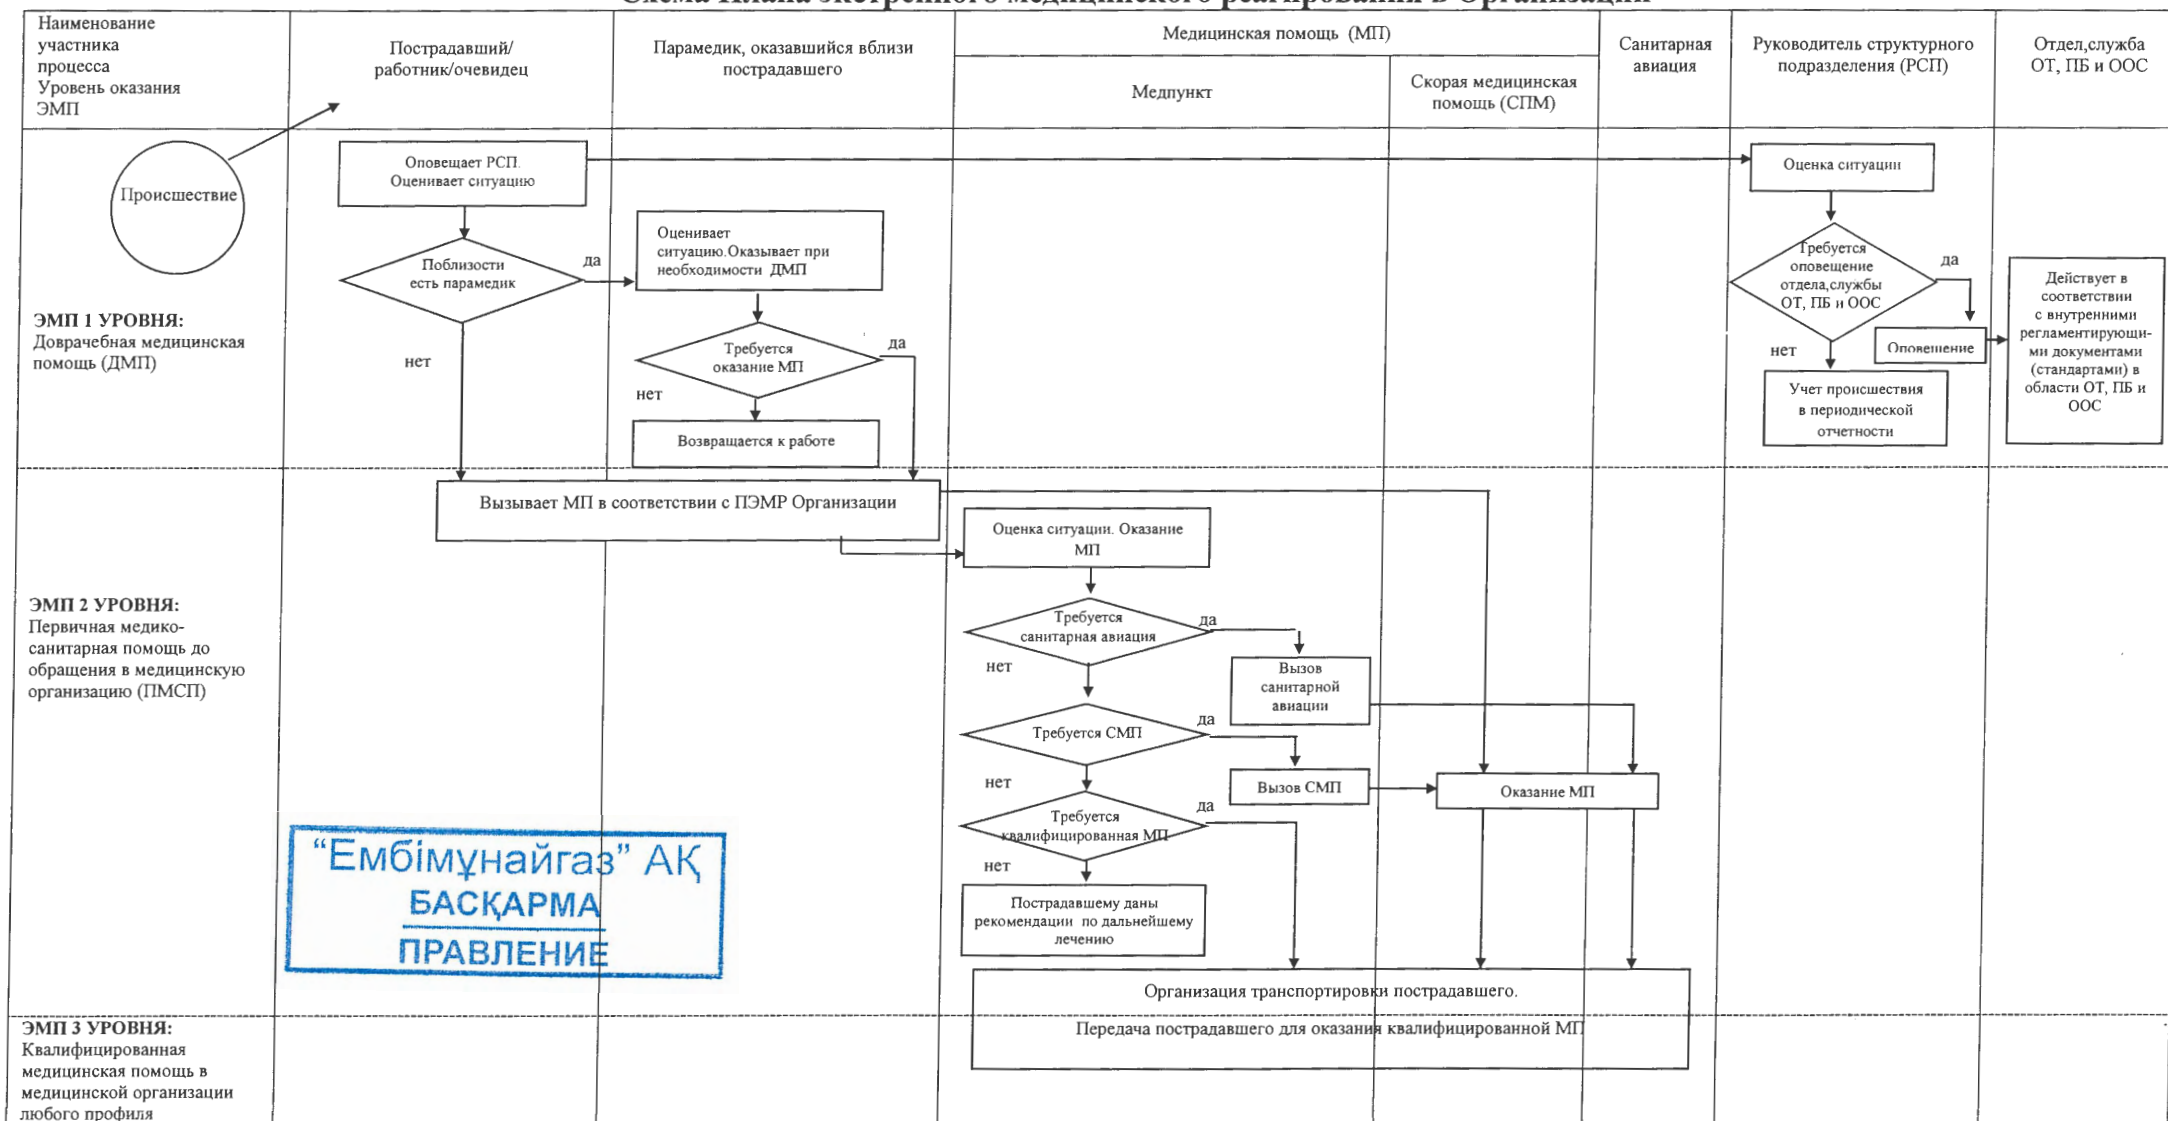 Схема Плана экстренного медицинского реагирования в Организации
Наименование
участника
процесса
Уровень оказания
ЭМП
Пострадавший/
работник/очевидец
Парамедик, оказавшийся вблизи
пострадавшего
Медицинская помощь (МП)
Медпункт
Скорая медицинская
помощь (СПМ)
Санитарная
авиация
Руководитель структурного
подразделения (РСП)
Отдел,служба
ОТ, ПБ и ООС
Происшествие
Оповещает РСП.
Оценивает ситуацию
Оценка ситуации
Поблизости
есть парамедик
да
нет
Оценивает
ситуацию.Оказывает при
необходимости ДМП
Требуется
оказание МП
да
нет
Возвращается к работе
Требуется
оповещение
отдела,службы
ОТ, ПБ и ООС
да
нет
Оповещение
Учет происшествия
в периодической
отчетности
Действует в
соответствии
с внутренними
регламентирующи-
ми документами
(стандартами) в
области ОТ, ПБ и
ООС
ЭМП 1 УРОВНЯ:
Доврачебная медицинская
помощь (ДМП)
Вызывает МП в соответствии с ПЭМР Организации
Оценка ситуации. Оказание
МП
ЭМП 2 УРОВНЯ:
Первичная медико-
санитарная помощь до
обращения в медицинскую
организацию (ПМСП)
Требуется
санитарная авиация
да
нет
Вызов
санитарной
авиации
Требуется СМП
да
нет
Вызов СМП
Оказание МП
Требуется
квалифицированная МП
да
нет
Пострадавшему даны
рекомендации по дальнейшему
лечению
"Ембімұнайгаз" АҚ
БАСҚАРМА
ПРАВЛЕНИЕ
Организация транспортировки пострадавшего.
Передача пострадавшего для оказания квалифицированной МП
ЭМП 3 УРОВНЯ:
Квалифицированная
медицинская помощь в
медицинской организации
любого профиля